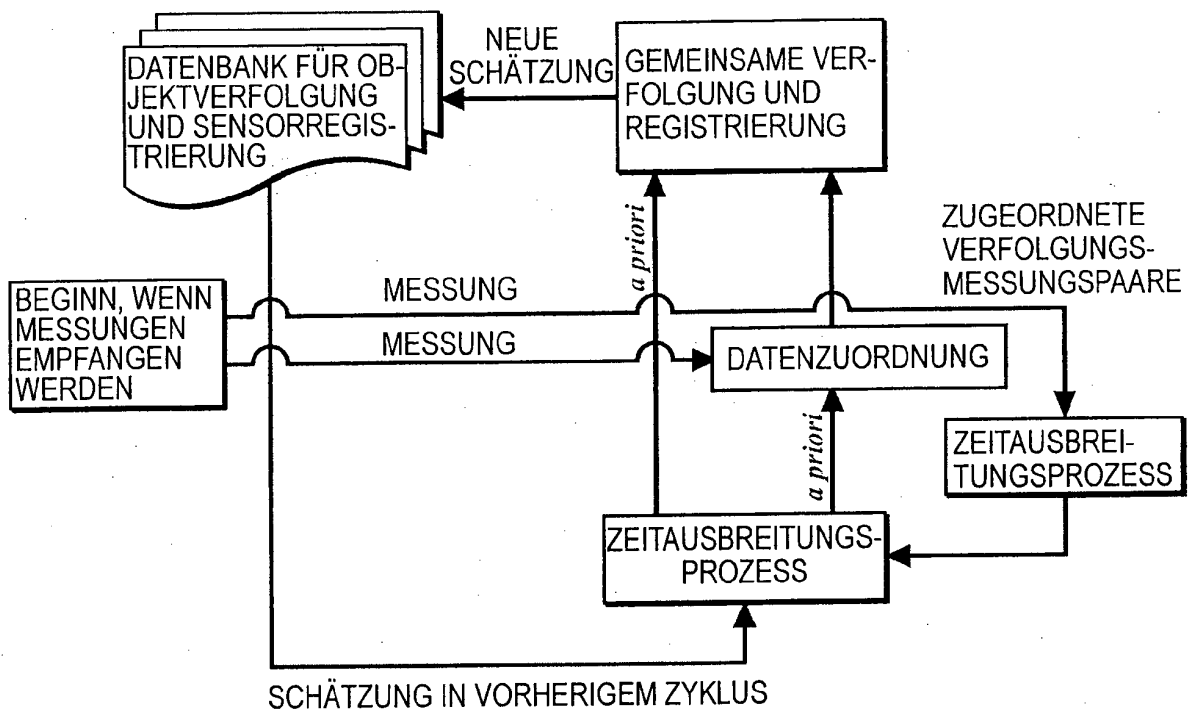 DATENBANK FÜR OB-
JEKTVERFOLGUNG
UND SENSORREGIS-
TRIERUNG
NEUE
SCHÄTZUNG
GEMEINSAME VER-
FOLGUNG UND
REGISTRIERUNG
a priori
ZUGEORDNETE
VERFOLGUNGS-
MESSUNGSPAARE
BEGINN, WENN
MESSUNGEN
EMPFANGEN
WERDEN
MESSUNG
MESSUNG
DATENZUORDNUNG
a priori
ZEITAUSBREI-
TUNGSPROZESS
ZEITAUSBREITUNGS-
PROZESS
SCHÄTZUNG IN VORHERIGEM ZYKLUS